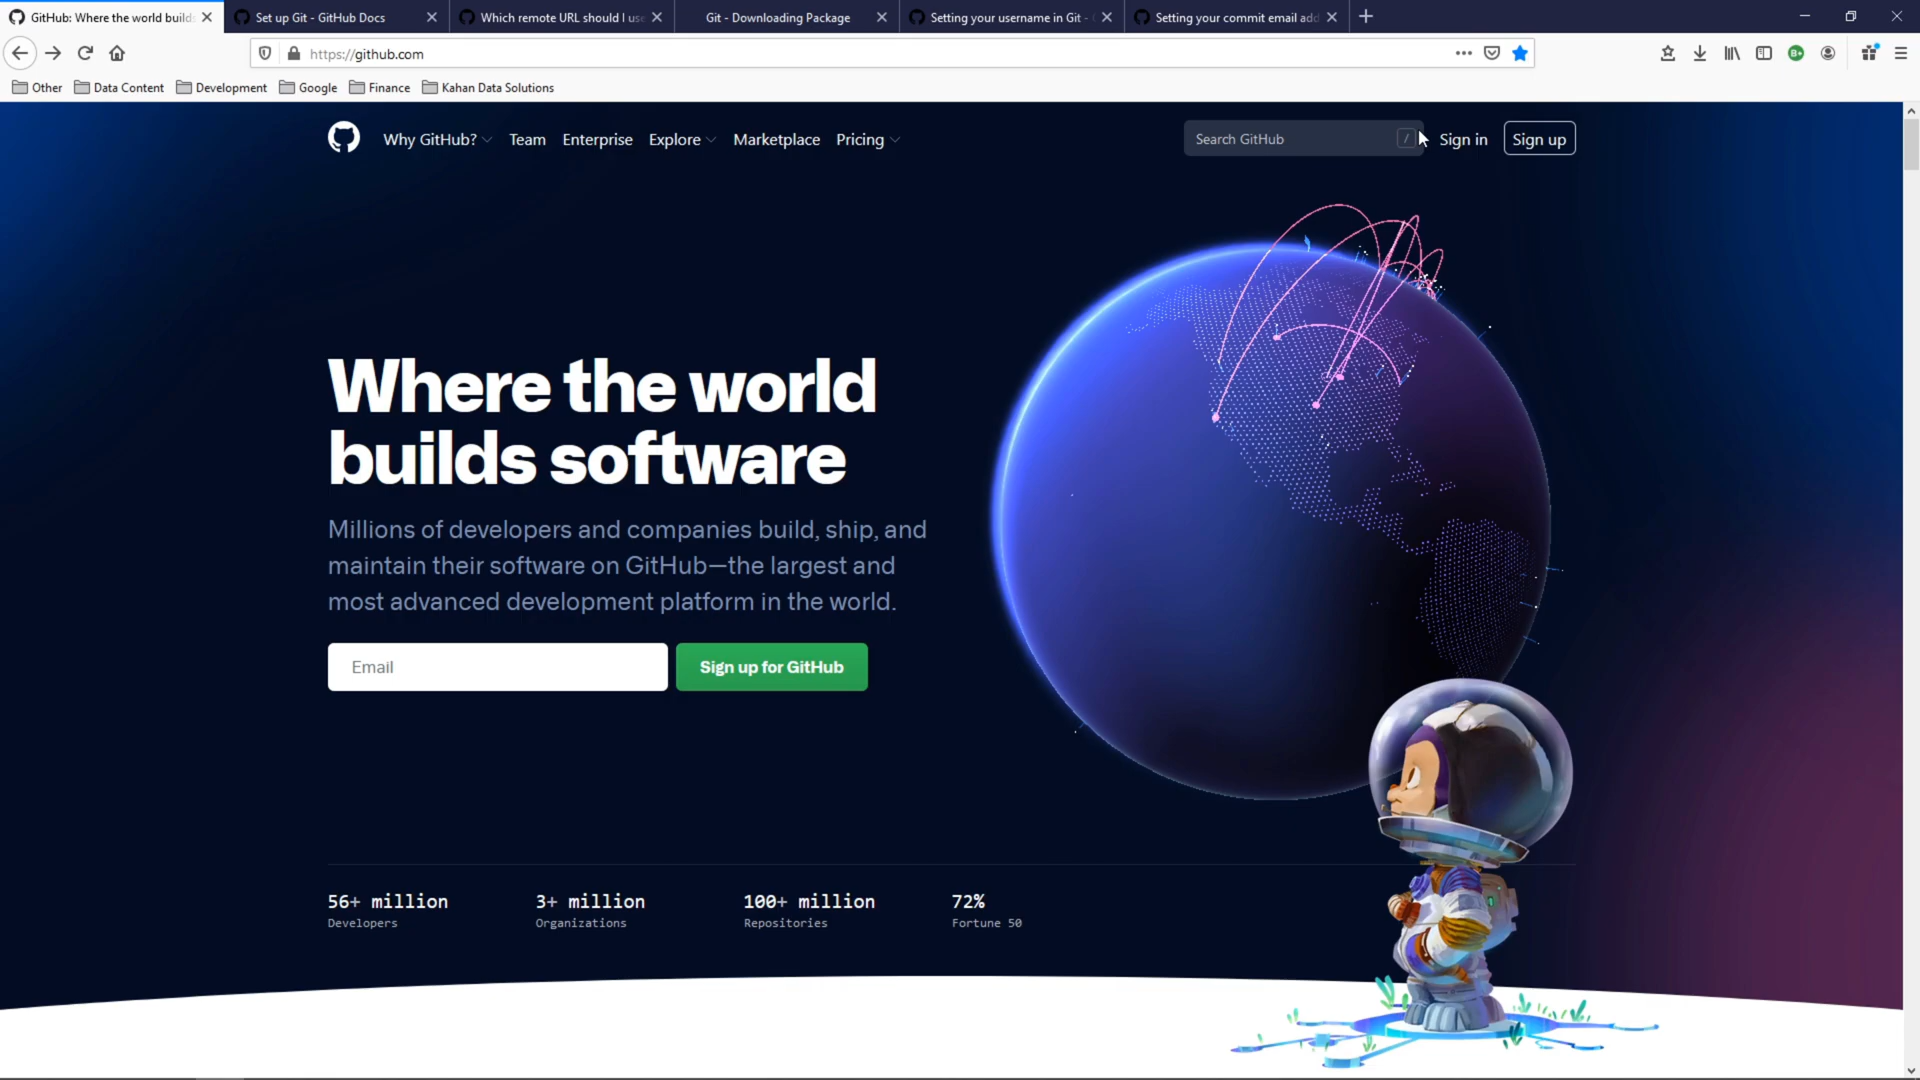 GitHub: Where the world builds
Set up Git - GitHub Docs
Which remote URL should I use
Git - Downloading Package
Setting your username in Git -
Setting your commit email add
https://github.com
Other
Data Content
Development
Google
Finance
Kahan Data Solutions
Why GitHub?
Team
Enterprise
Explore
Marketplace
Pricing
Search GitHub
/
Sign in
Sign up
Where the world
builds software
Millions of developers and companies build, ship, and
maintain their software on GitHub—the largest and
most advanced development platform in the world.
Email
Sign up for GitHub
56+ million
Developers
3+ million
Organizations
100+ million
Repositories
72%
Fortune 50